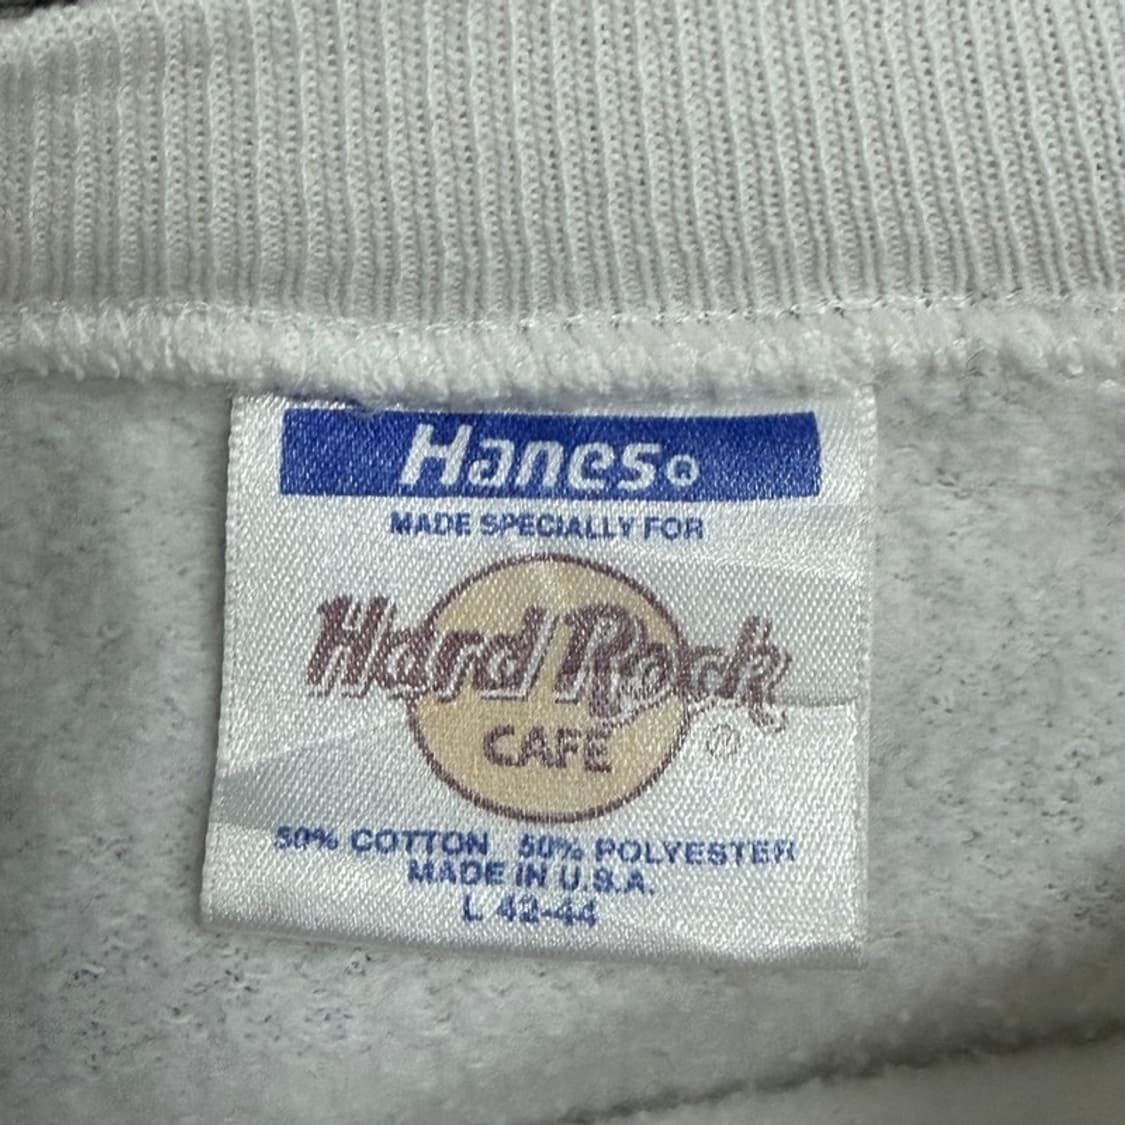 Hanes®
MADE SPECIALLY FOR
Hard Rock
CAFE ®
50% COTTON 50% POLYESTER
MADE IN U.S.A.
L 42-44